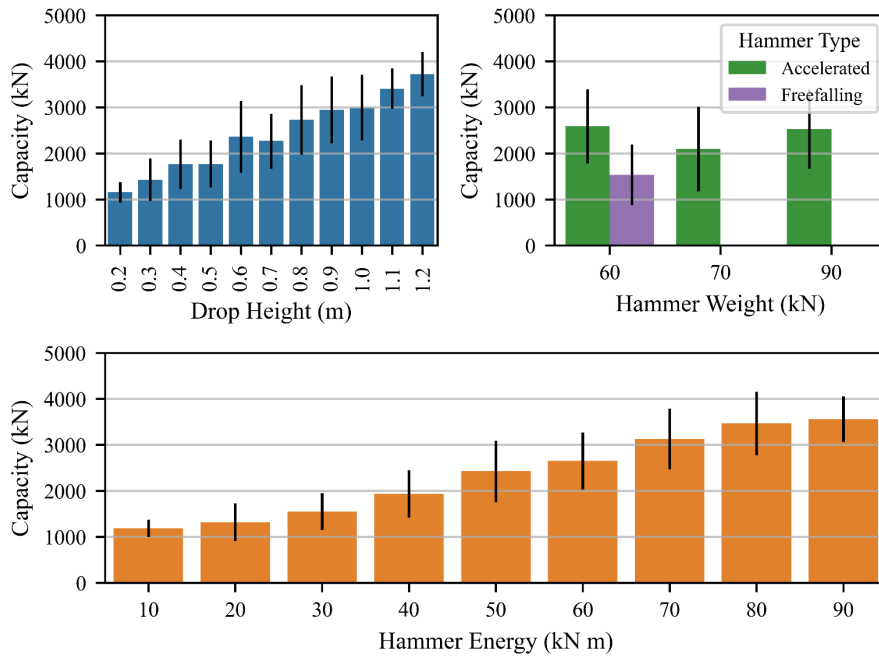 5000
4000
3000
2000
1000
0
Capacity (kN)
0.2 0.3 0.4 0.5 0.6 0.7 0.8 0.9 1.0 1.1 1.2
Drop Height (m)
5000
4000
3000
2000
1000
0
Capacity (kN)
Hammer Type
Accelerated
Freefalling
60 70 90
Hammer Weight (kN)
5000
4000
3000
2000
1000
0
Capacity (kN)
10 20 30 40 50 60 70 80 90
Hammer Energy (kN m)